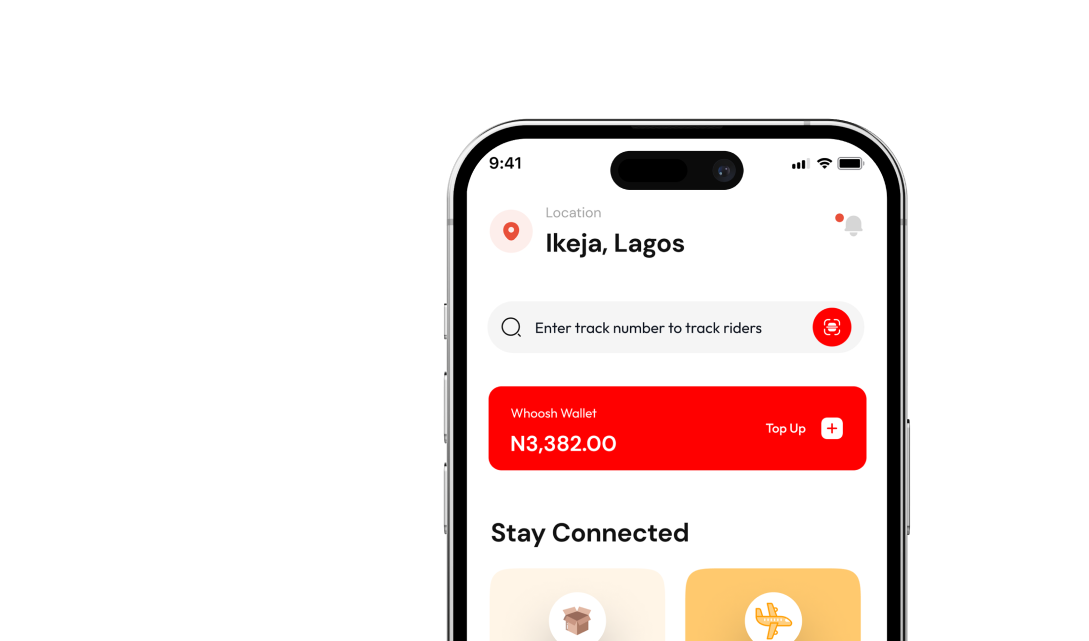 9:41
Location
Ikeja, Lagos
Enter track number to track riders
Whoosh Wallet
N3,382.00
Top Up
Stay Connected